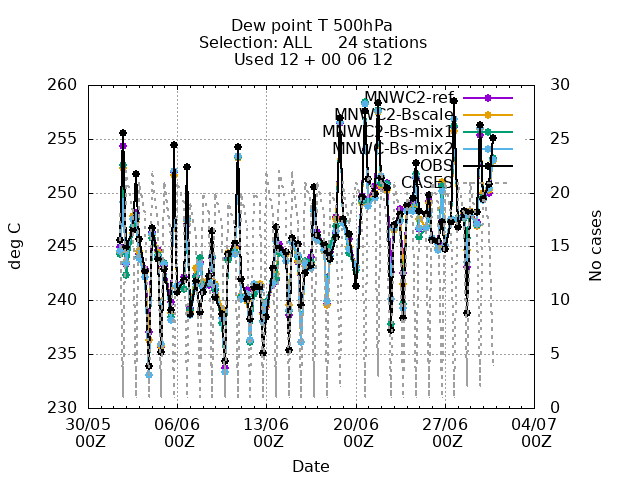 Dew point T 500hPa
Selection: ALL 24 stations
Used 12 + 00 06 12
260
255
250
245
240
235
230
deg C
30
25
20
15
10
5
0
No cases
MNWC2-ref
MNWC2-Bscale
MNWC2-Bs-mix1
MNWC-Bs-mix2
OBS
CASES
30/05 06/06 13/06 20/06 27/06 04/07
00Z 00Z 00Z 00Z 00Z 00Z
Date